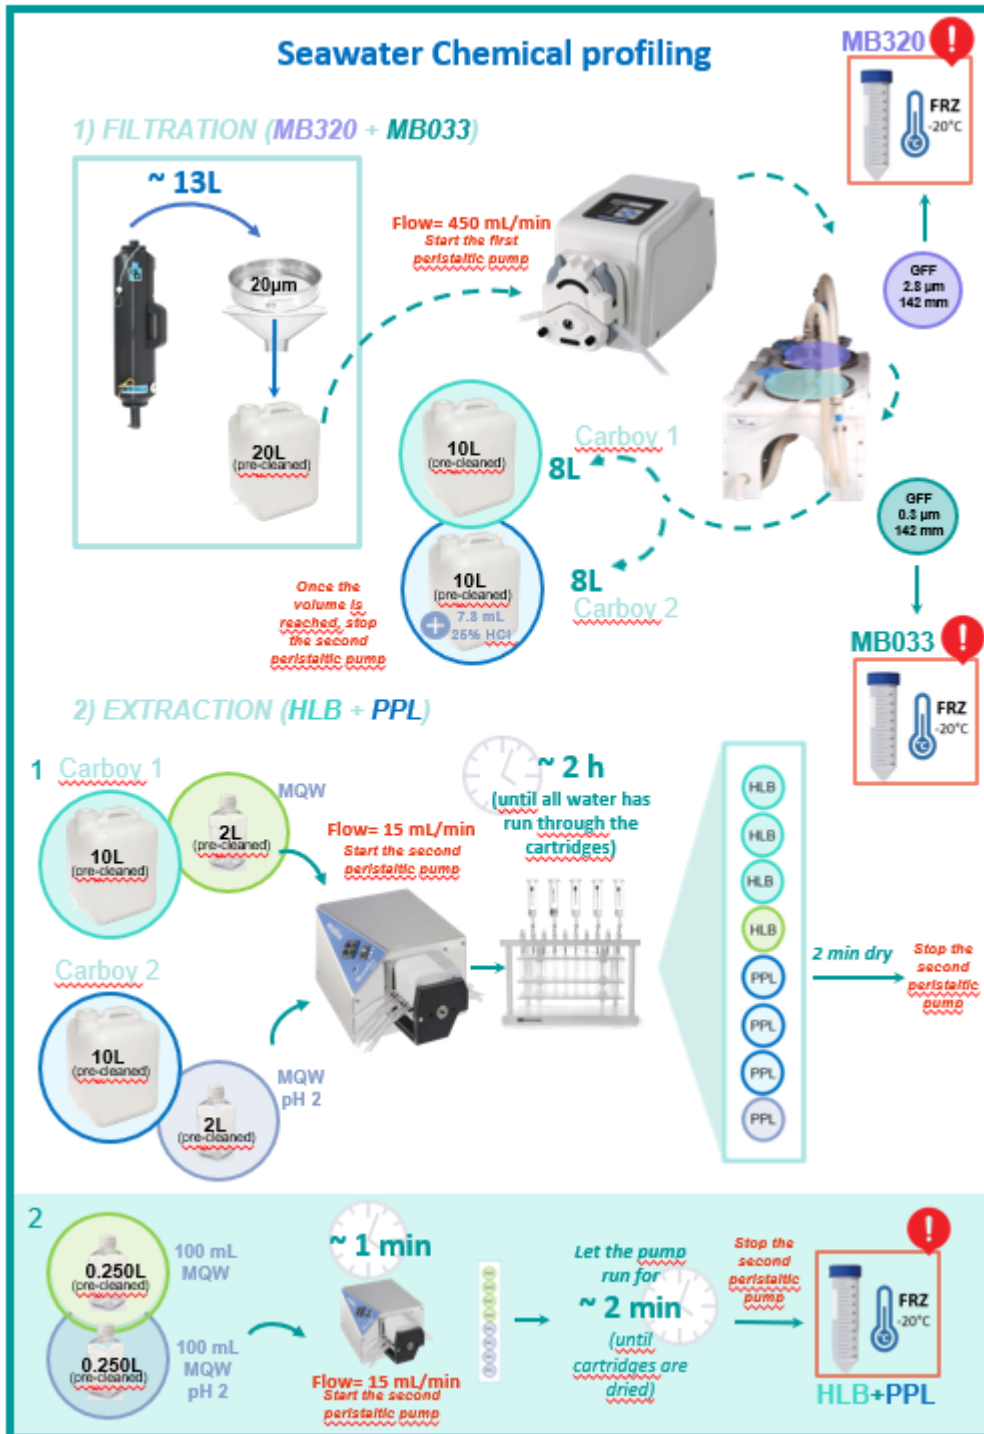 Seawater Chemical profiling
MB320
!
FRZ
-20°C
1) FILTRATION (MB320 + MB033)
~ 13L
20µm
20L
(pre-cleaned)
Flow= 450 mL/min
Start the first
peristaltic pump
GFF
2.8 µm
142 mm
Carboy 1
10L
(pre-cleaned)
8L
10L
(pre-cleaned)
7.8 mL
25% HCl
8L
Carboy 2
Once the
volume is
reached, stop
the second
peristaltic pump
GFF
0.3 µm
142 mm
MB033
!
FRZ
-20°C
2) EXTRACTION (HLB + PPL)
1 Carboy 1
10L
(pre-cleaned)
MQW
2L
(pre-cleaned)
Flow= 15 mL/min
Start the second
peristaltic pump
~ 2 h
(until all water has
run through the
cartridges)
Carboy 2
10L
(pre-cleaned)
MQW
pH 2
2L
(pre-cleaned)
HLB
HLB
HLB
HLB
PPL
PPL
PPL
PPL
2 min dry
Stop the
second
peristaltic
pump
2
0.250L
(pre-cleaned)
100 mL
MQW
0.250L
(pre-cleaned)
100 mL
MQW
pH 2
~ 1 min
Flow= 15 mL/min
Start the second
peristaltic pump
Let the pump
run for
~ 2 min
(until
cartridges are
dried)
Stop the
second
peristaltic
pump
!
FRZ
-20°C
HLB+PPL